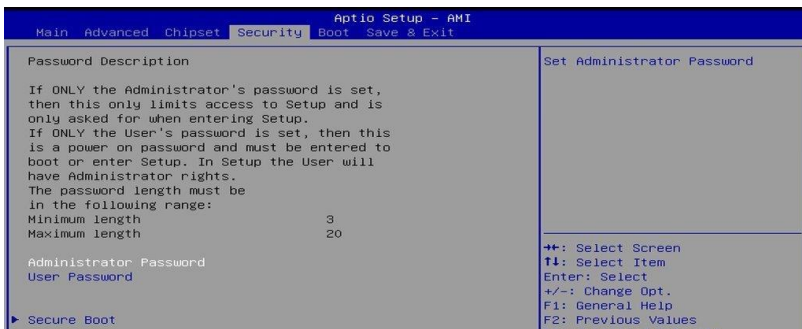 Aptio Setup - AMI
Main Advanced Chipset Security Boot Save & Exit
Password Description
If ONLY the Administrator's password is set,
then this only limits access to Setup and is
only asked for when entering Setup.
If ONLY the User's password is set, then this
is a power on password and must be entered to
boot or enter Setup. In Setup the User will
have Administrator rights.
The password length must be
in the following range:
Minimum length 3
Maximum length 20
Administrator Password
User Password
► Secure Boot
Set Administrator Password
→←: Select Screen
↑↓: Select Item
Enter: Select
+/-: Change Opt.
F1: General Help
F2: Previous Values